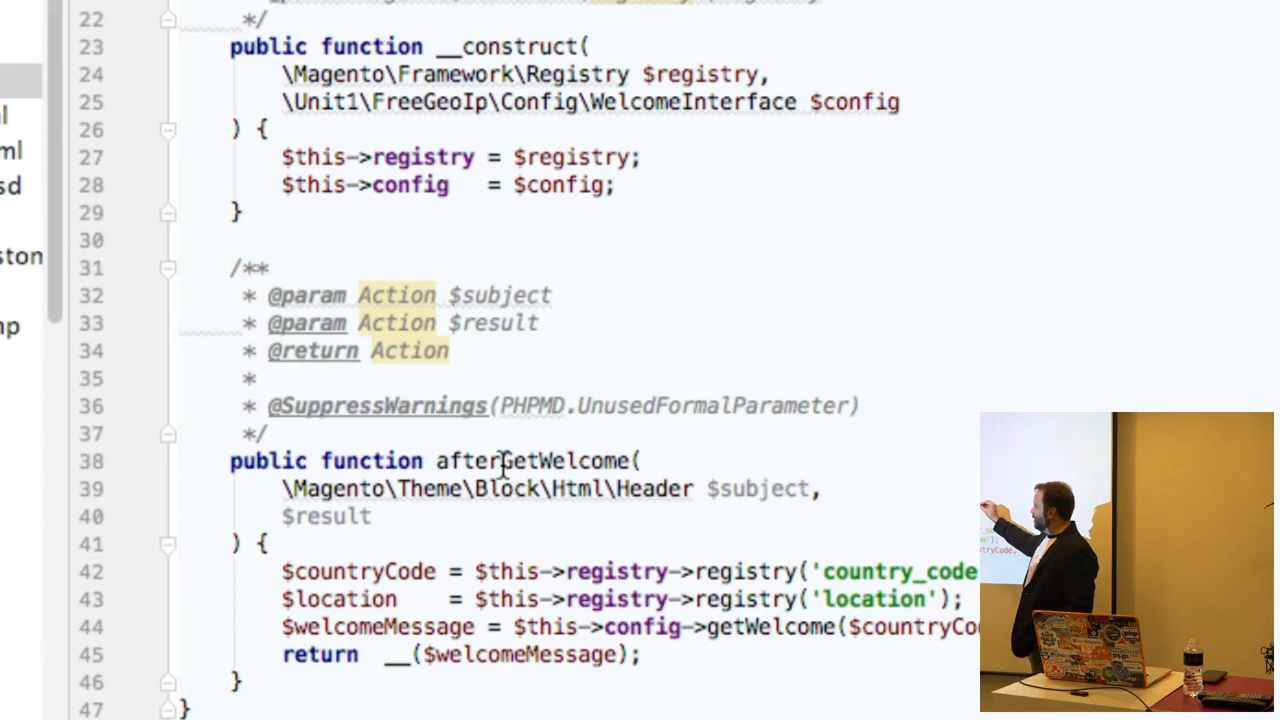 22 */
23 public function __construct(
24 \Magento\Framework\Registry $registry,
25 \Unit1\FreeGeoIp\Config\WelcomeInterface $config
26 ) {
27 $this->registry = $registry;
28 $this->config = $config;
29 }
30
31 /**
32 * @param Action $subject
33 * @param Action $result
34 * @return Action
35 *
36 * @SuppressWarnings(PHPMD.UnusedFormalParameter)
37 */
38 public function afterGetWelcome(
39 \Magento\Theme\Block\Html\Header $subject,
40 $result
41 ) {
42 $countryCode = $this->registry->registry('country_code
43 $location = $this->registry->registry('location');
44 $welcomeMessage = $this->config->getWelcome($countryCo
45 return __($welcomeMessage);
46 }
47 }
ml
sd
ston